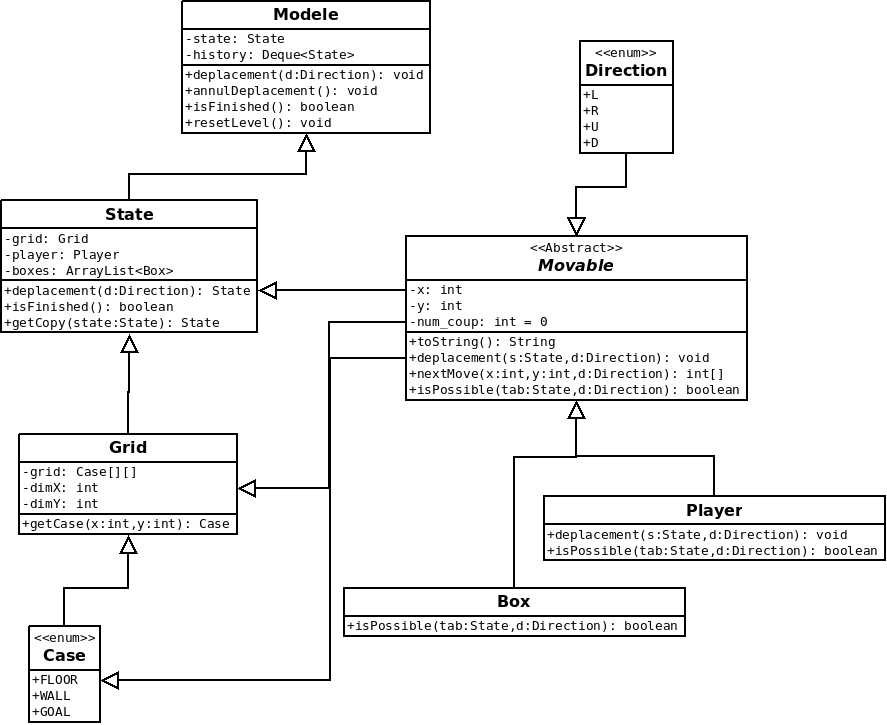 Modele
-state: State
-history: Deque<State>
+deplacement(d:Direction): void
+annulDeplacement(): void
+isFinished(): boolean
+resetLevel(): void
<<enum>>
Direction
+L
+R
+U
+D
State
-grid: Grid
-player: Player
-boxes: ArrayList<Box>
+deplacement(d:Direction): State
+isFinished(): boolean
+getCopy(state:State): State
<<Abstract>>
Movable
-x: int
-y: int
-num_coup: int = 0
+toString(): String
+deplacement(s:State,d:Direction): void
+nextMove(x:int,y:int,d:Direction): int[]
+isPossible(tab:State,d:Direction): boolean
Grid
-grid: Case[][]
-dimX: int
-dimY: int
+getCase(x:int,y:int): Case
Player
+deplacement(s:State,d:Direction): void
+isPossible(tab:State,d:Direction): boolean
Box
+isPossible(tab:State,d:Direction): boolean
<<enum>>
Case
+FLOOR
+WALL
+GOAL